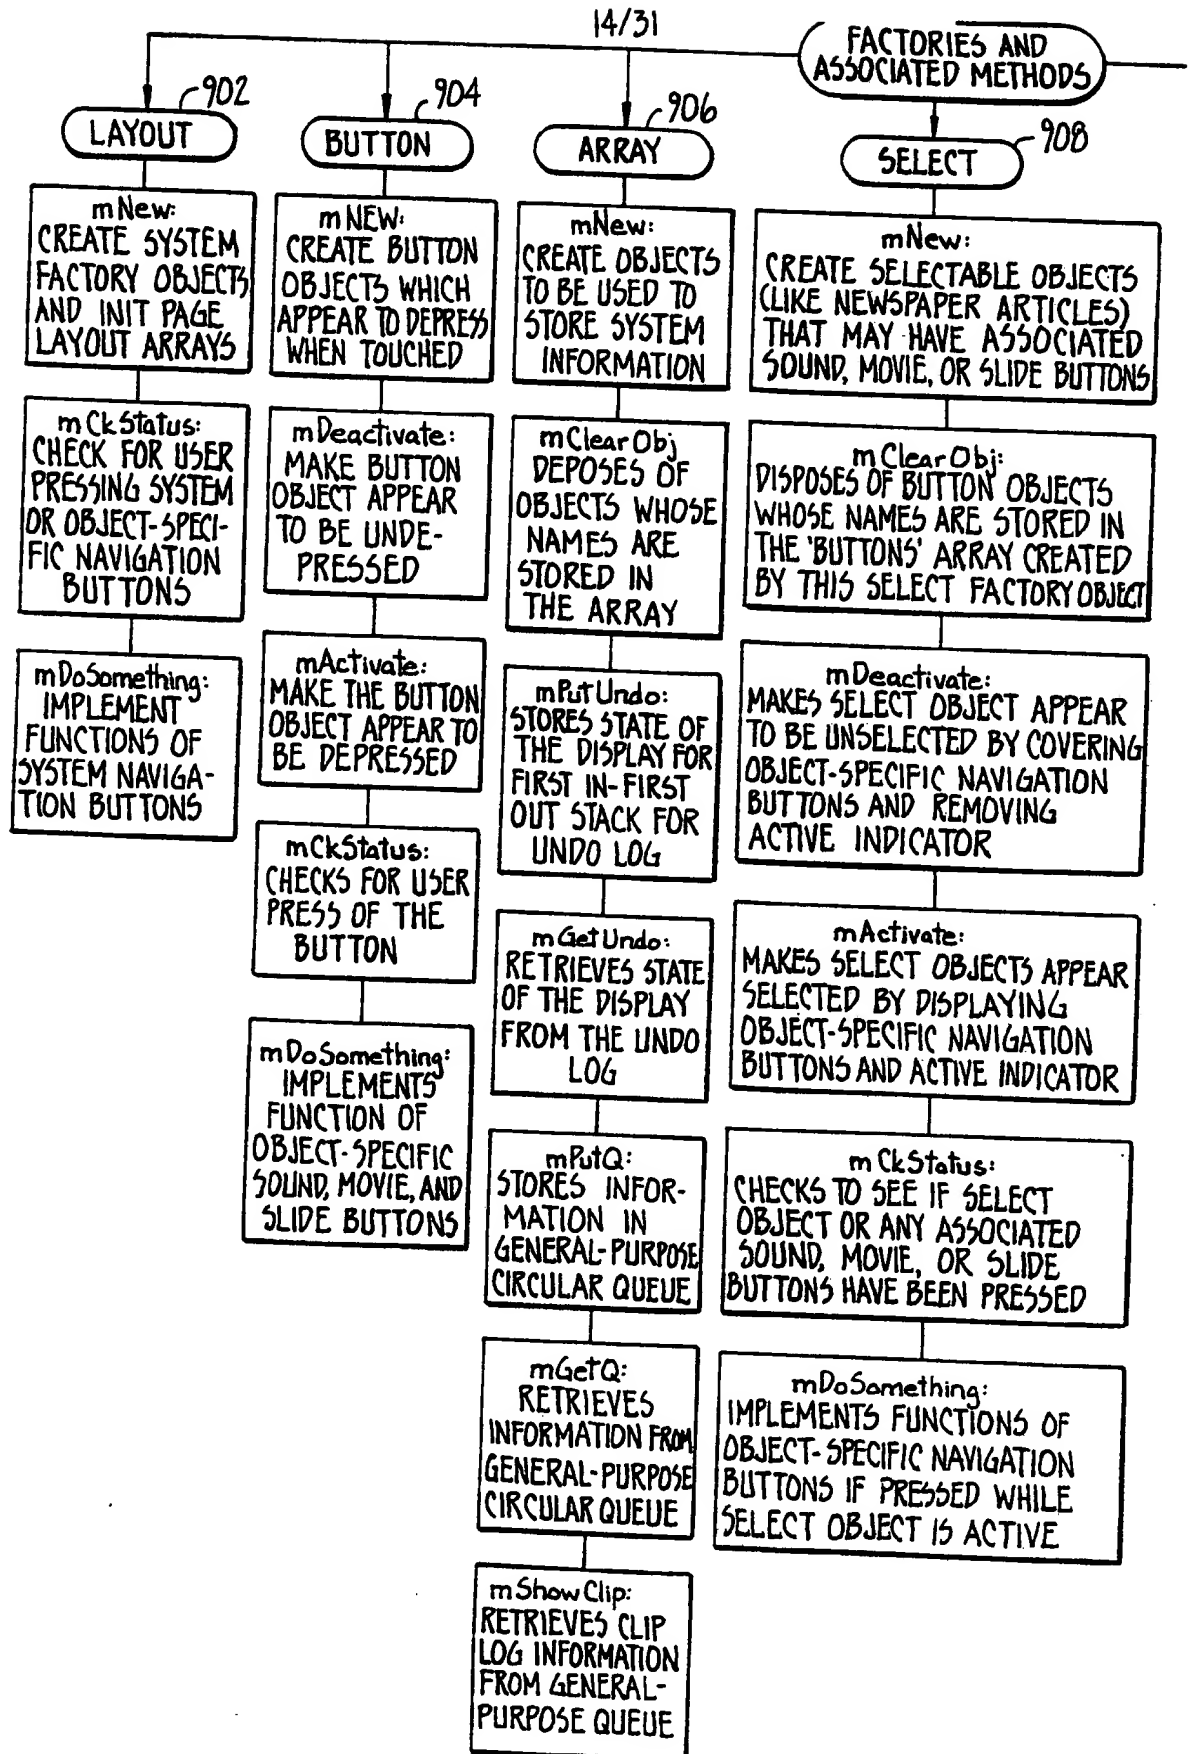 14/31
FACTORIES AND
ASSOCIATED METHODS
902
LAYOUT
mNew:
CREATE SYSTEM
FACTORY OBJECTS
AND INIT PAGE
LAYOUT ARRAYS
mCkStatus:
CHECK FOR USER
PRESSING SYSTEM
OR OBJECT-SPECI-
FIC NAVIGATION
BUTTONS
mDoSomething:
IMPLEMENT
FUNCTIONS OF
SYSTEM NAVIGA-
TION BUTTONS
904
BUTTON
mNEW:
CREATE BUTTON
OBJECTS WHICH
APPEAR TO DEPRESS
WHEN TOUCHED
mDeactivate:
MAKE BUTTON
OBJECT APPEAR
TO BE UNDE-
PRESSED
mActivate:
MAKE THE BUTTON
OBJECT APPEAR TO
BE DEPRESSED
mCkStatus:
CHECKS FOR USER
PRESS OF THE
BUTTON
mDoSomething:
IMPLEMENTS
FUNCTION OF
OBJECT-SPECIFIC
SOUND, MOVIE, AND
SLIDE BUTTONS
906
ARRAY
mNew:
CREATE OBJECTS
TO BE USED TO
STORE SYSTEM
INFORMATION
mClearObj
DEPOSES OF
OBJECTS WHOSE
NAMES ARE
STORED IN
THE ARRAY
mPutUndo:
STORES STATE OF
THE DISPLAY FOR
FIRST IN-FIRST
OUT STACK FOR
UNDO LOG
mGetUndo:
RETRIEVES STATE
OF THE DISPLAY
FROM THE UNDO
LOG
mPutQ:
STORES INFOR-
MATION IN
GENERAL-PURPOSE
CIRCULAR QUEUE
mGetQ:
RETRIEVES
INFORMATION FROM
GENERAL-PURPOSE
CIRCULAR QUEUE
mShowClip:
RETRIEVES CLIP
LOG INFORMATION
FROM GENERAL-
PURPOSE QUEUE
908
SELECT
mNew:
CREATE SELECTABLE OBJECTS
(LIKE NEWSPAPER ARTICLES)
THAT MAY HAVE ASSOCIATED
SOUND, MOVIE, OR SLIDE BUTTONS
mClearObj:
DISPOSES OF BUTTON OBJECTS
WHOSE NAMES ARE STORED IN
THE 'BUTTONS' ARRAY CREATED
BY THIS SELECT FACTORY OBJECT
mDeactivate:
MAKES SELECT OBJECT APPEAR
TO BE UNSELECTED BY COVERING
OBJECT-SPECIFIC NAVIGATION
BUTTONS AND REMOVING
ACTIVE INDICATOR
mActivate:
MAKES SELECT OBJECTS APPEAR
SELECTED BY DISPLAYING
OBJECT-SPECIFIC NAVIGATION
BUTTONS AND ACTIVE INDICATOR
mCkStatus:
CHECKS TO SEE IF SELECT
OBJECT OR ANY ASSOCIATED
SOUND, MOVIE, OR SLIDE
BUTTONS HAVE BEEN PRESSED
mDoSomething:
IMPLEMENTS FUNCTIONS OF
OBJECT-SPECIFIC NAVIGATION
BUTTONS IF PRESSED WHILE
SELECT OBJECT IS ACTIVE